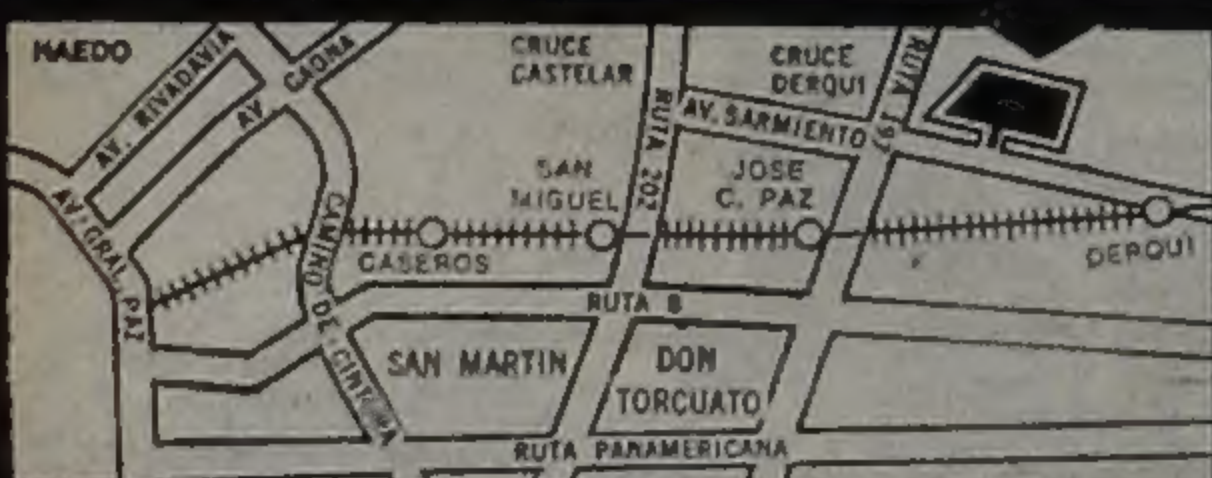 HAEDO
AV. RIVADAVIA
AV. GAONA
CRUCE
CASTELAR
CRUCE
DERQUI
RUTA 197
RUTA 202
AV. SARMIENTO
SAN
MIGUEL
JOSE
C. PAZ
AV. GRAL PAZ
CAMINO DE CINTURA
CASEROS
DERQUI
RUTA 8
SAN MARTIN
DON
TORCUATO
RUTA PANAMERICANA